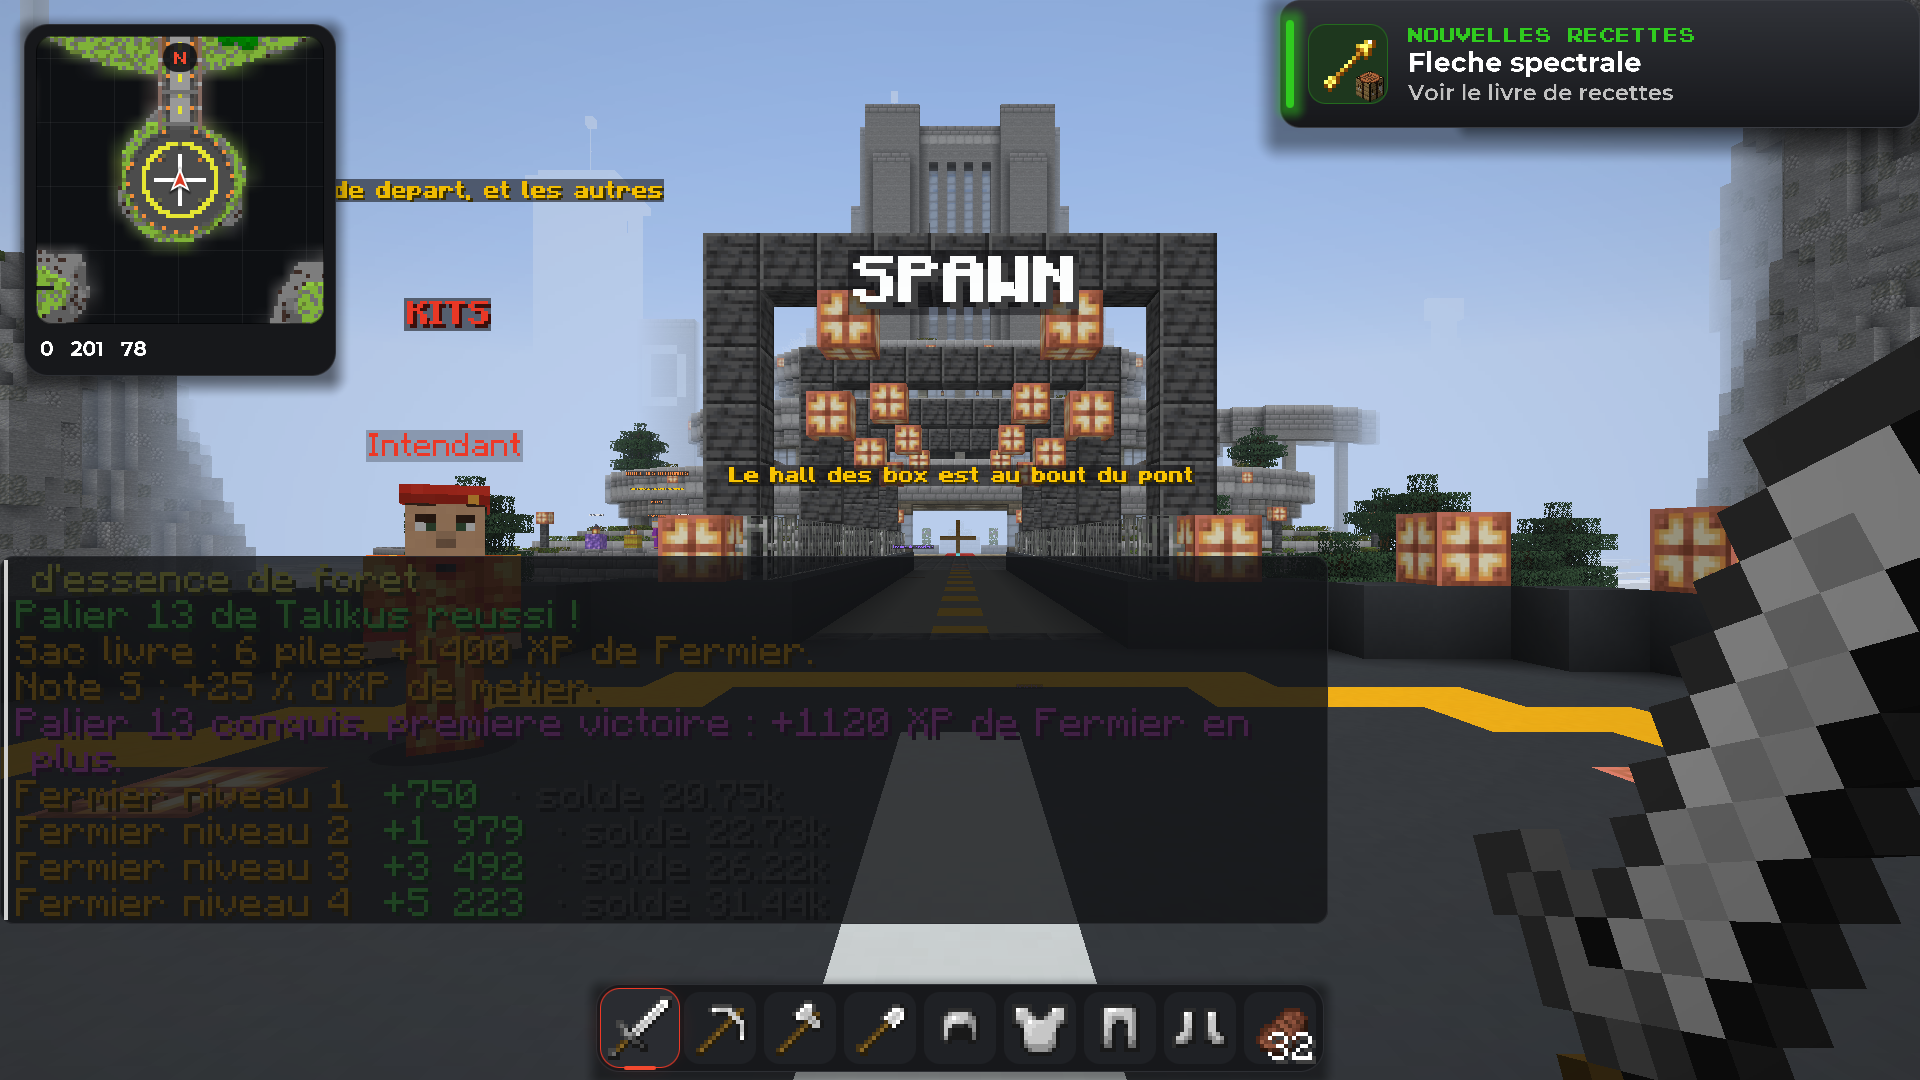 N
0 201 78
NOUVELLES RECETTES
Fleche spectrale
Voir le livre de recettes
de depart, et les autres
SPAWN
KITS
Intendant
Le hall des box est au bout du pont
d'essence de foret
Palier 13 de Talikus reussi !
Sac livre : 6 piles. +1400 XP de Fermier.
Note S : +25 % d'XP de metier.
Palier 13 conquis, premiere victoire : +1120 XP de Fermier en
plus.
Fermier niveau 1 +750 · solde 20.75k
Fermier niveau 2 +1 979 · solde 22.73k
Fermier niveau 3 +3 492 · solde 26.22k
Fermier niveau 4 +5 223 · solde 31.44k
32